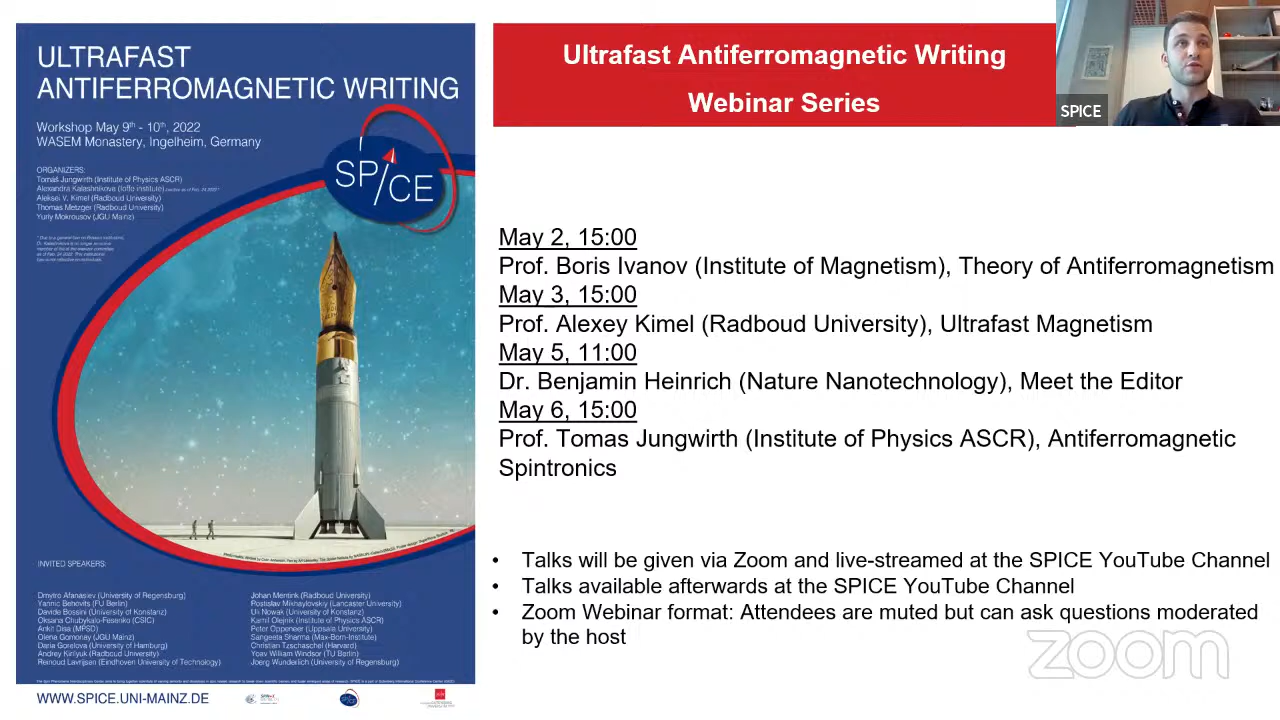 ULTRAFAST
ANTIFERROMAGNETIC WRITING
Workshop May 9th - 10th, 2022
WASEM Monastery, Ingelheim, Germany
ORGANIZERS:
Tomáš Jungwirth (Institute of Physics ASCR)
Alexandra Kalashnikova (Ioffe Institute)
Aleksei V. Kimel (Radboud University)
Thomas Metzger (Radboud University)
Yuriy Mokrousov (JGU Mainz)
SPICE
INVITED SPEAKERS:
Dmytro Afanasiev (University of Regensburg)
Yannic Behovits (FU Berlin)
Davide Bossini (University of Konstanz)
Oksana Chubykalo-Fesenko (CSIC)
Ankit Disa (MPSD)
Olena Gomonay (JGU Mainz)
Daria Gorelova (University of Hamburg)
Andrey Kirilyuk (Radboud University)
Reinoud Lavrijsen (Eindhoven University of Technology)
Johan Mentink (Radboud University)
Rostislav Mikhaylovskiy (Lancaster University)
Uli Nowak (University of Konstanz)
Kamil Olejnik (Institute of Physics ASCR)
Peter Oppeneer (Uppsala University)
Sangeeta Sharma (Max-Born-Institute)
Christian Tzschaschel (Harvard)
Yoav William Windsor (TU Berlin)
Joerg Wunderlich (University of Regensburg)
WWW.SPICE.UNI-MAINZ.DE
Ultrafast Antiferromagnetic Writing
Webinar Series
SPICE
May 2, 15:00
Prof. Boris Ivanov (Institute of Magnetism), Theory of Antiferromagnetism
May 3, 15:00
Prof. Alexey Kimel (Radboud University), Ultrafast Magnetism
May 5, 11:00
Dr. Benjamin Heinrich (Nature Nanotechnology), Meet the Editor
May 6, 15:00
Prof. Tomas Jungwirth (Institute of Physics ASCR), Antiferromagnetic
Spintronics
• Talks will be given via Zoom and live-streamed at the SPICE YouTube Channel
• Talks available afterwards at the SPICE YouTube Channel
• Zoom Webinar format: Attendees are muted but can ask questions moderated
by the host
zoom